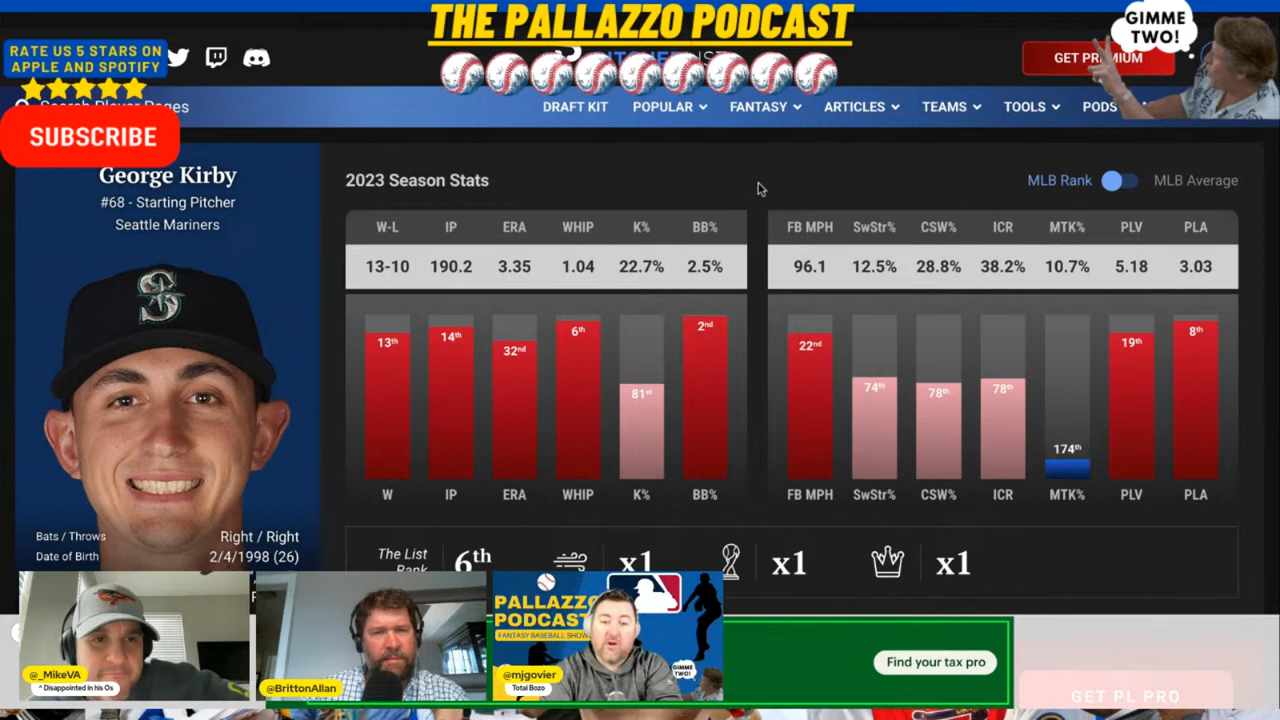 THE PALLAZZO PODCAST
GIMME
TWO!
RATE US 5 STARS ON
APPLE AND SPOTIFY
GET PREMIUM
Search Player Pages
DRAFT KIT
POPULAR
FANTASY
ARTICLES
TEAMS
TOOLS
PODS
SUBSCRIBE
George Kirby
#68 - Starting Pitcher
Seattle Mariners
S
Bats / Throws Right / Right
Date of Birth 2/4/1998 (26)
2023 Season Stats
MLB Rank MLB Average
W-L IP ERA WHIP K% BB%
13-10 190.2 3.35 1.04 22.7% 2.5%
13th 14th 32nd 6th 81st 2nd
W IP ERA WHIP K% BB%
FB MPH SwStr% CSW% ICR MTK% PLV PLA
96.1 12.5% 28.8% 38.2% 10.7% 5.18 3.03
22nd 74th 78th 78th 174th 19th 8th
FB MPH SwStr% CSW% ICR MTK% PLV PLA
The List
Rank
6th
x1
x1
x1
@_MikeVA
^ Disappointed in his Os
@BrittonAllan
PALLAZZO
PODCAST
FANTASY BASEBALL SHOW
@mjgovier
Total Bozo
GIMME
TWO!
Find your tax pro
GET PL PRO